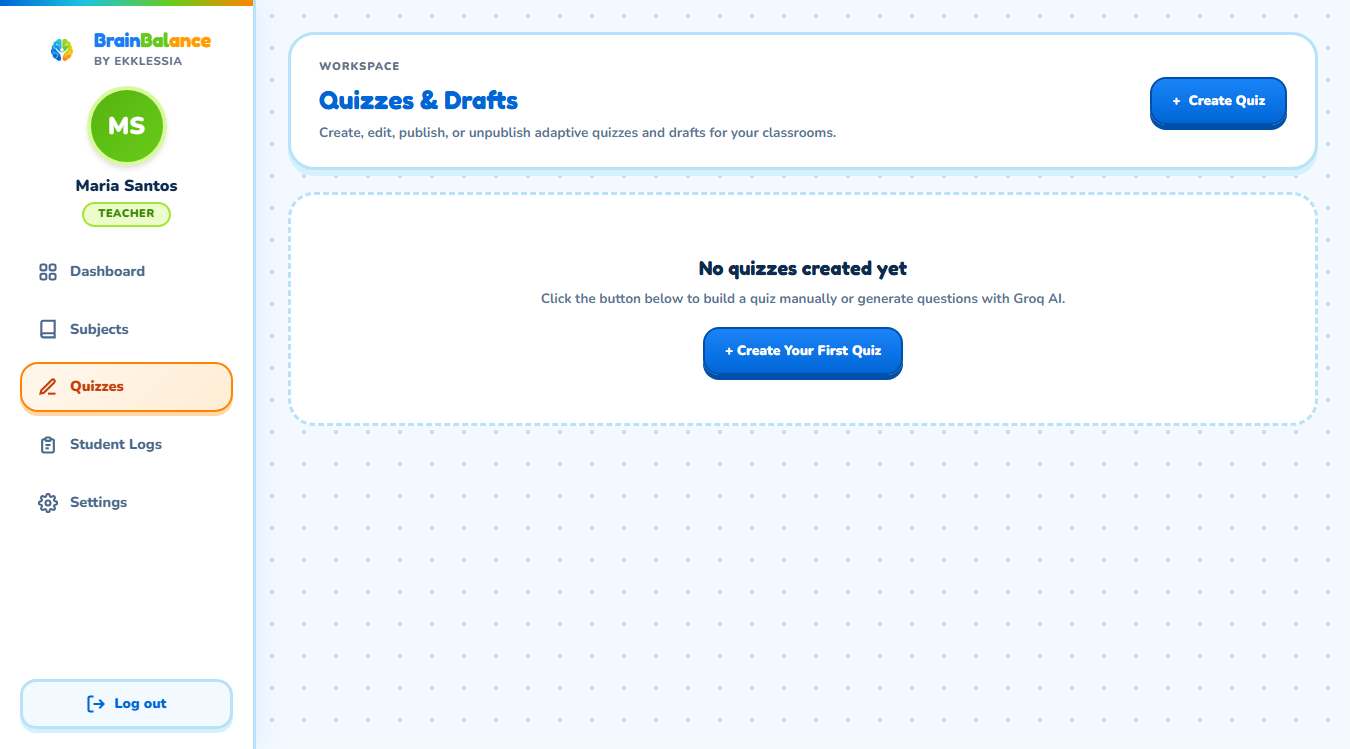 BrainBalance
BY EKKLESSIA
MS
Maria Santos
TEACHER
Dashboard
Subjects
Quizzes
Student Logs
Settings
Log out
WORKSPACE
Quizzes & Drafts
Create, edit, publish, or unpublish adaptive quizzes and drafts for your classrooms.
+ Create Quiz
No quizzes created yet
Click the button below to build a quiz manually or generate questions with Groq AI.
+ Create Your First Quiz